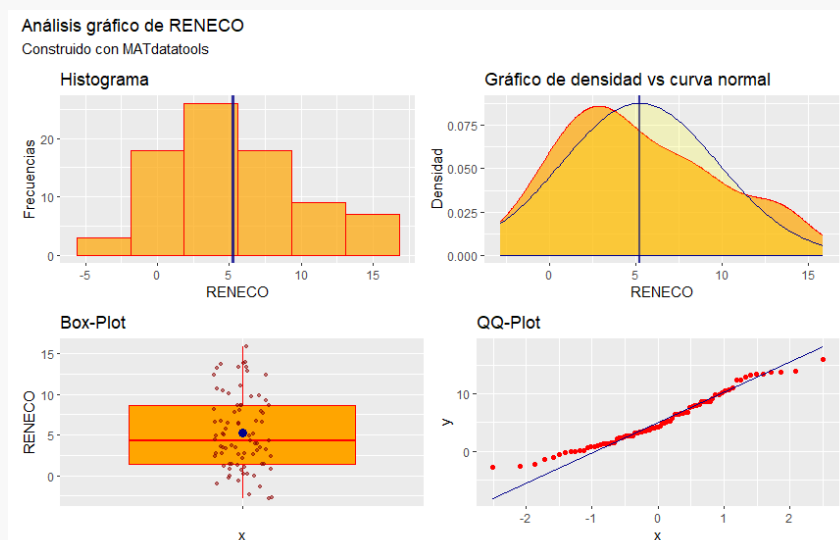 Análisis gráfico de RENECO
Construido con MATdatatools
Histograma
Frecuencias
20
10
0
-5
0
5
10
15
RENECO
Gráfico de densidad vs curva normal
Densidad
0.075
0.050
0.025
0.000
0
5
10
15
RENECO
Box-Plot
RENECO
15
10
5
0
x
QQ-Plot
y
10
0
-2
-1
0
1
2
x